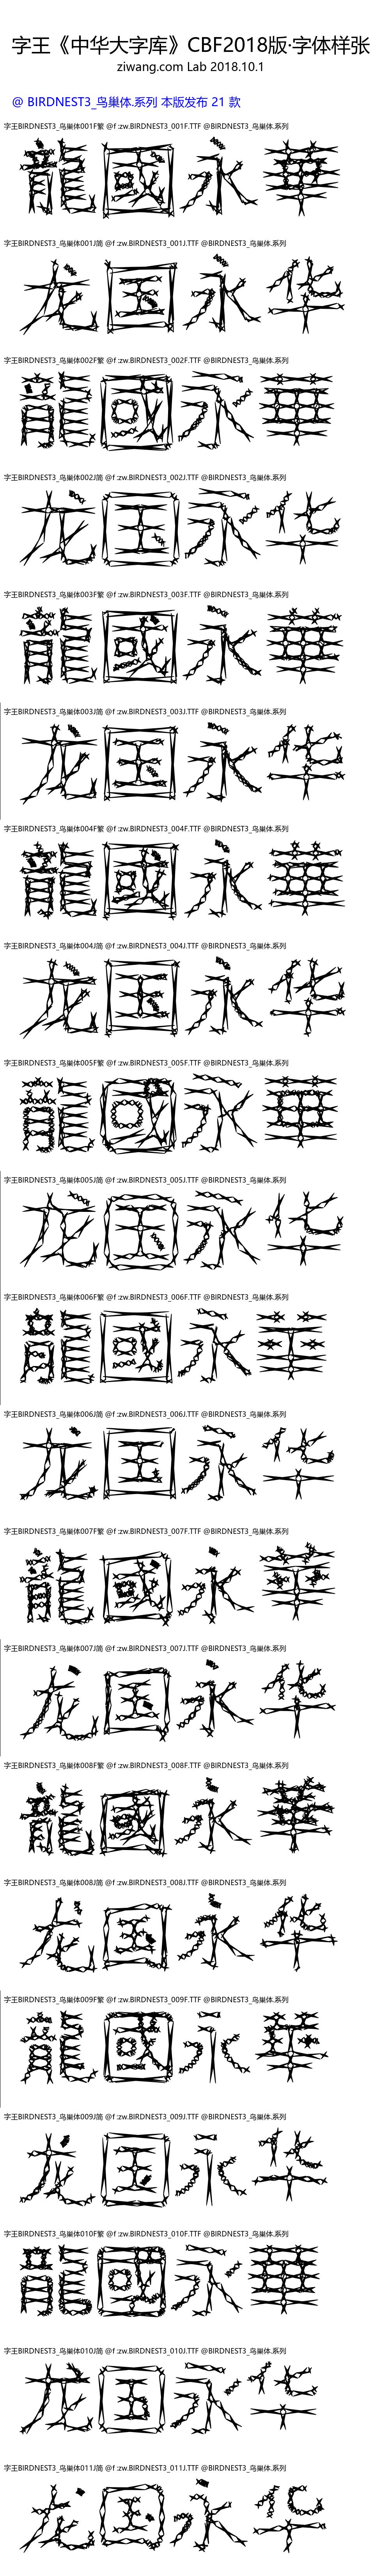 字王《中华大字库》CBF2018版·字体样张
ziwang.com Lab 2018.10.1
@ BIRDNEST3_鸟巢体.系列 本版发布 21 款
字王BIRDNEST3_鸟巢体001F繁 @f :zw.BIRDNEST3_001F.TTF @BIRDNEST3_鸟巢体.系列
龍國永華
字王BIRDNEST3_鸟巢体001J简 @f :zw.BIRDNEST3_001J.TTF @BIRDNEST3_鸟巢体.系列
龙国永华
字王BIRDNEST3_鸟巢体002F繁 @f :zw.BIRDNEST3_002F.TTF @BIRDNEST3_鸟巢体.系列
龍國永華
字王BIRDNEST3_鸟巢体002J简 @f :zw.BIRDNEST3_002J.TTF @BIRDNEST3_鸟巢体.系列
龙国永华
字王BIRDNEST3_鸟巢体003F繁 @f :zw.BIRDNEST3_003F.TTF @BIRDNEST3_鸟巢体.系列
龍國永華
字王BIRDNEST3_鸟巢体003J简 @f :zw.BIRDNEST3_003J.TTF @BIRDNEST3_鸟巢体.系列
龙国永华
字王BIRDNEST3_鸟巢体004F繁 @f :zw.BIRDNEST3_004F.TTF @BIRDNEST3_鸟巢体.系列
龍國永華
字王BIRDNEST3_鸟巢体004J简 @f :zw.BIRDNEST3_004J.TTF @BIRDNEST3_鸟巢体.系列
龙国永华
字王BIRDNEST3_鸟巢体005F繁 @f :zw.BIRDNEST3_005F.TTF @BIRDNEST3_鸟巢体.系列
龍國永華
字王BIRDNEST3_鸟巢体005J简 @f :zw.BIRDNEST3_005J.TTF @BIRDNEST3_鸟巢体.系列
龙国永华
字王BIRDNEST3_鸟巢体006F繁 @f :zw.BIRDNEST3_006F.TTF @BIRDNEST3_鸟巢体.系列
龍國永華
字王BIRDNEST3_鸟巢体006J简 @f :zw.BIRDNEST3_006J.TTF @BIRDNEST3_鸟巢体.系列
龙国永华
字王BIRDNEST3_鸟巢体007F繁 @f :zw.BIRDNEST3_007F.TTF @BIRDNEST3_鸟巢体.系列
龍國永華
字王BIRDNEST3_鸟巢体007J简 @f :zw.BIRDNEST3_007J.TTF @BIRDNEST3_鸟巢体.系列
龙国永华
字王BIRDNEST3_鸟巢体008F繁 @f :zw.BIRDNEST3_008F.TTF @BIRDNEST3_鸟巢体.系列
龍國永華
字王BIRDNEST3_鸟巢体008J简 @f :zw.BIRDNEST3_008J.TTF @BIRDNEST3_鸟巢体.系列
龙国永华
字王BIRDNEST3_鸟巢体009F繁 @f :zw.BIRDNEST3_009F.TTF @BIRDNEST3_鸟巢体.系列
龍國永華
字王BIRDNEST3_鸟巢体009J简 @f :zw.BIRDNEST3_009J.TTF @BIRDNEST3_鸟巢体.系列
龙国永华
字王BIRDNEST3_鸟巢体010F繁 @f :zw.BIRDNEST3_010F.TTF @BIRDNEST3_鸟巢体.系列
龍國永華
字王BIRDNEST3_鸟巢体010J简 @f :zw.BIRDNEST3_010J.TTF @BIRDNEST3_鸟巢体.系列
龙国永华
字王BIRDNEST3_鸟巢体011J简 @f :zw.BIRDNEST3_011J.TTF @BIRDNEST3_鸟巢体.系列
龙国永华